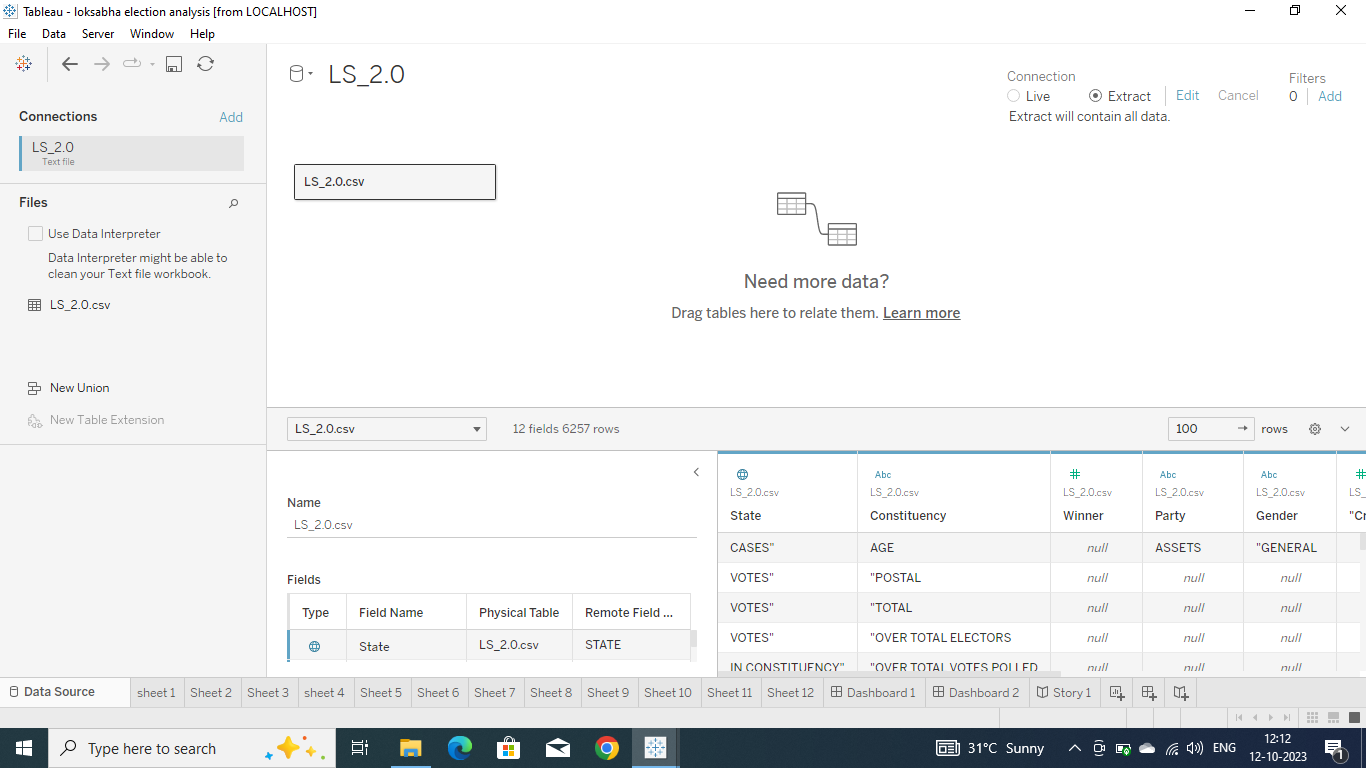 Tableau - loksabha election analysis [from LOCALHOST]
File Data Server Window Help
Connections Add
LS_2.0
Text file
Files
Use Data Interpreter
Data Interpreter might be able to
clean your Text file workbook.
LS_2.0.csv
New Union
New Table Extension
LS_2.0
Connection
Live Extract Edit Cancel
Extract will contain all data.
Filters
0 Add
LS_2.0.csv
Need more data?
Drag tables here to relate them. Learn more
LS_2.0.csv 12 fields 6257 rows 100 rows
Name
LS_2.0.csv
Fields
Type Field Name Physical Table Remote Field ...
State LS_2.0.csv STATE
Abc Abc Abc
LS_2.0.csv LS_2.0.csv LS_2.0.csv LS_2.0.csv LS_2.0.csv LS_
State Constituency Winner Party Gender "Cr
CASES" AGE null ASSETS "GENERAL
VOTES" "POSTAL null null null
VOTES" "TOTAL null null null
VOTES" "OVER TOTAL ELECTORS null null null
IN CONSTITUENCY" "OVER TOTAL VOTES POLLED null null null
Data Source sheet 1 Sheet 2 Sheet 3 sheet 4 Sheet 5 Sheet 6 Sheet 7 Sheet 8 Sheet 9 Sheet 10 Sheet 11 Sheet 12 Dashboard 1 Dashboard 2 Story 1
Type here to search 31°C Sunny ENG 12:12
12-10-2023 1